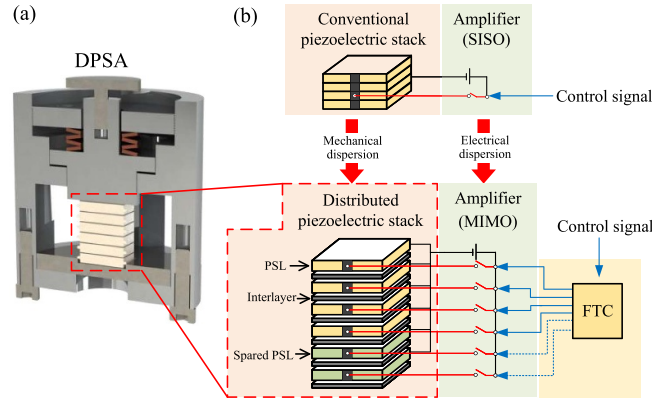 (a)
DPSA
(b)
Conventional
piezoelectric stack
Amplifier
(SISO)
Control signal
Mechanical
dispersion
Electrical
dispersion
Distributed
piezoelectric stack
Amplifier
(MIMO)
Control signal
PSL
Interlayer
Spared PSL
FTC